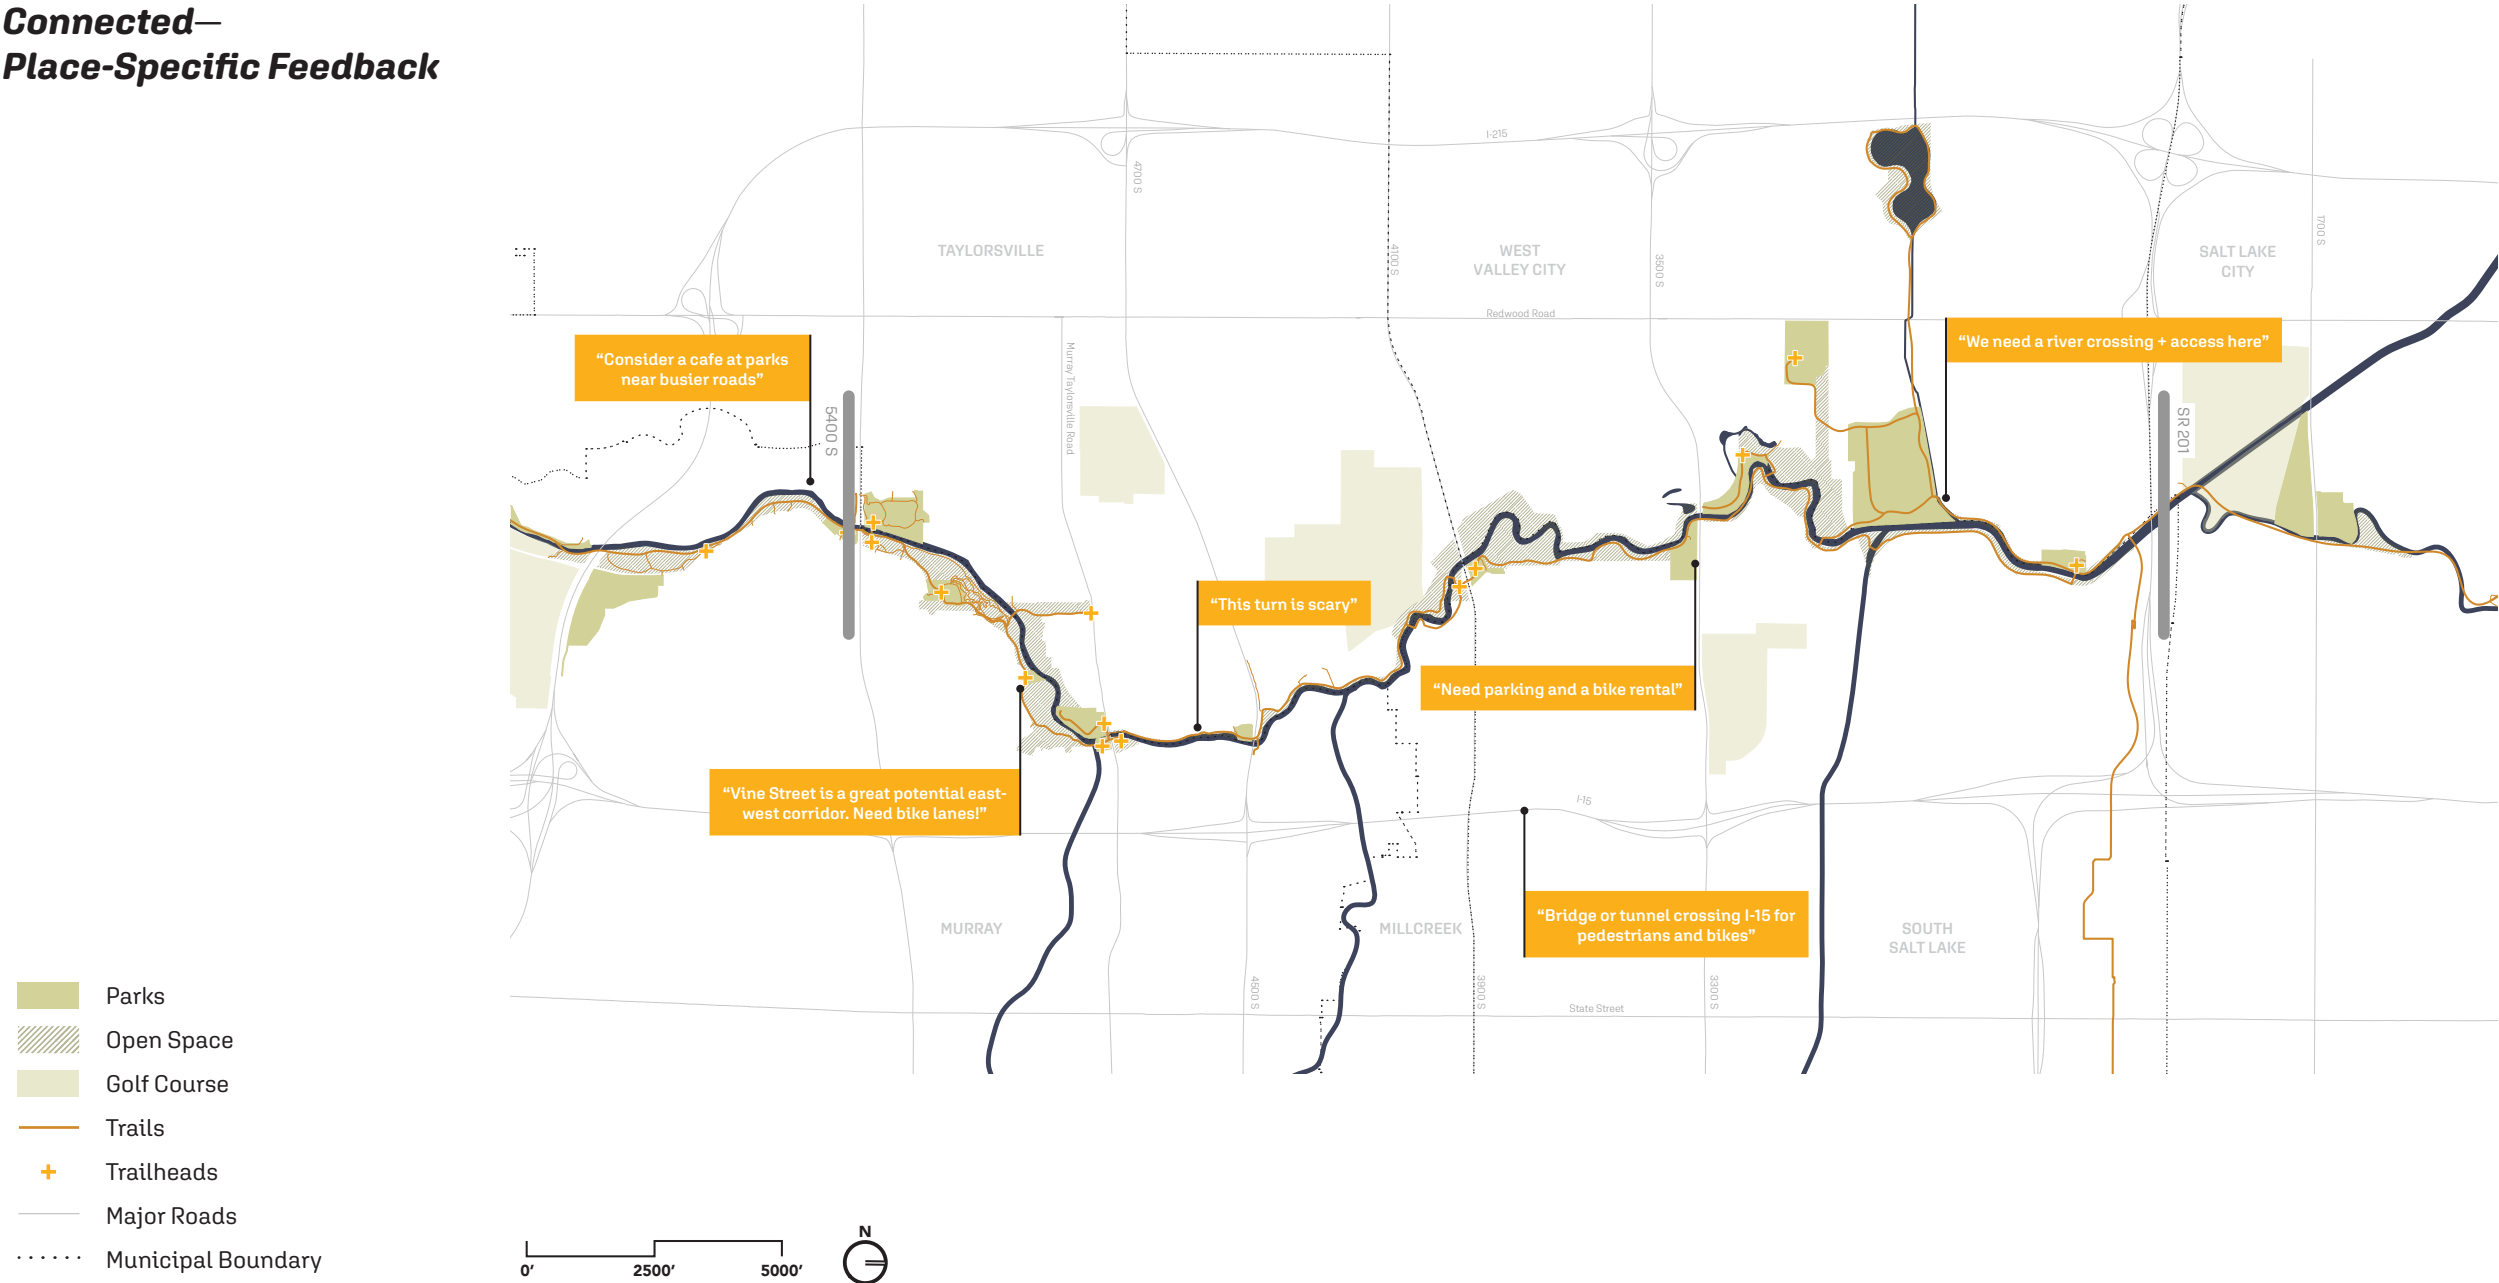 Connected—
Place-Specific Feedback
I-215
4700 S
TAYLORSVILLE
WEST
VALLEY CITY
4100 S
3500 S
SALT LAKE
CITY
1700 S
Redwood Road
“Consider a cafe at parks
near busier roads”
“We need a river crossing + access here”
5400 S
Murray Taylorsville Road
SR 201
“This turn is scary”
“Need parking and a bike rental”
“Vine Street is a great potential east-
west corridor. Need bike lanes!”
I-15
“Bridge or tunnel crossing I-15 for
pedestrians and bikes”
MURRAY
MILLCREEK
SOUTH
SALT LAKE
4500 S
3900 S
3300 S
State Street
Parks
Open Space
Golf Course
Trails
Trailheads
Major Roads
Municipal Boundary
0’
2500’
5000’
N